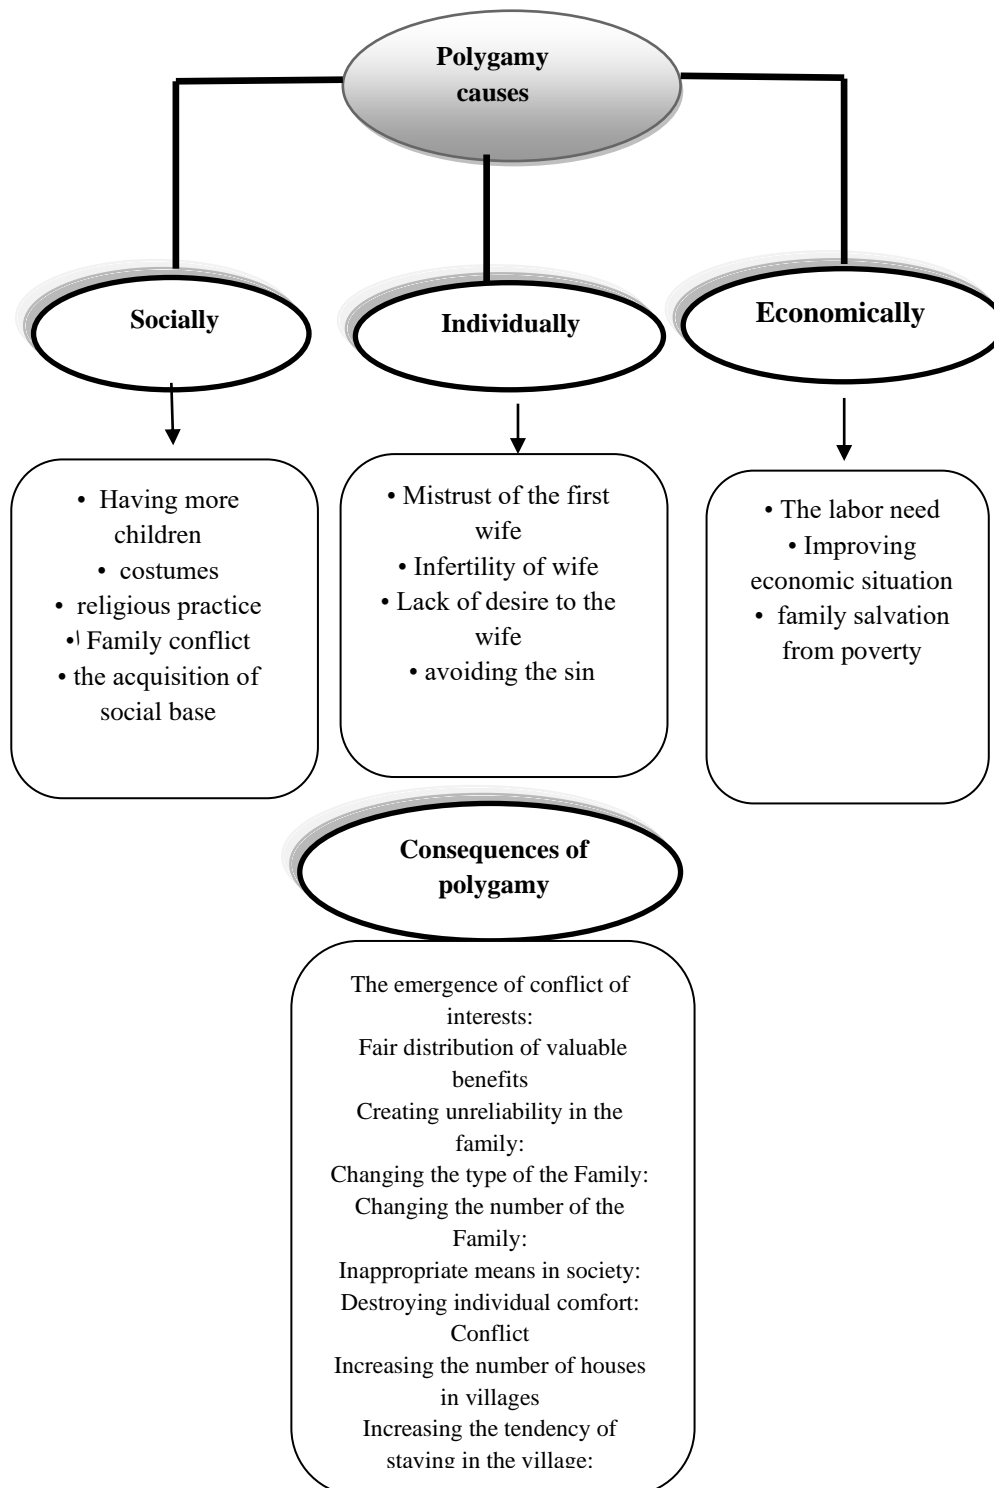 Polygamy
causes
Socially
Individually
Economically
• Having more
children
• costumes
• religious practice
•۱ Family conflict
• the acquisition of
social base
• Mistrust of the first
wife
• Infertility of wife
• Lack of desire to the
wife
• avoiding the sin
• The labor need
• Improving
economic situation
• family salvation
from poverty
Consequences of
polygamy
The emergence of conflict of
interests:
Fair distribution of valuable
benefits
Creating unreliability in the
family:
Changing the type of the Family:
Changing the number of the
Family:
Inappropriate means in society:
Destroying individual comfort:
Conflict
Increasing the number of houses
in villages
Increasing the tendency of
staying in the village: